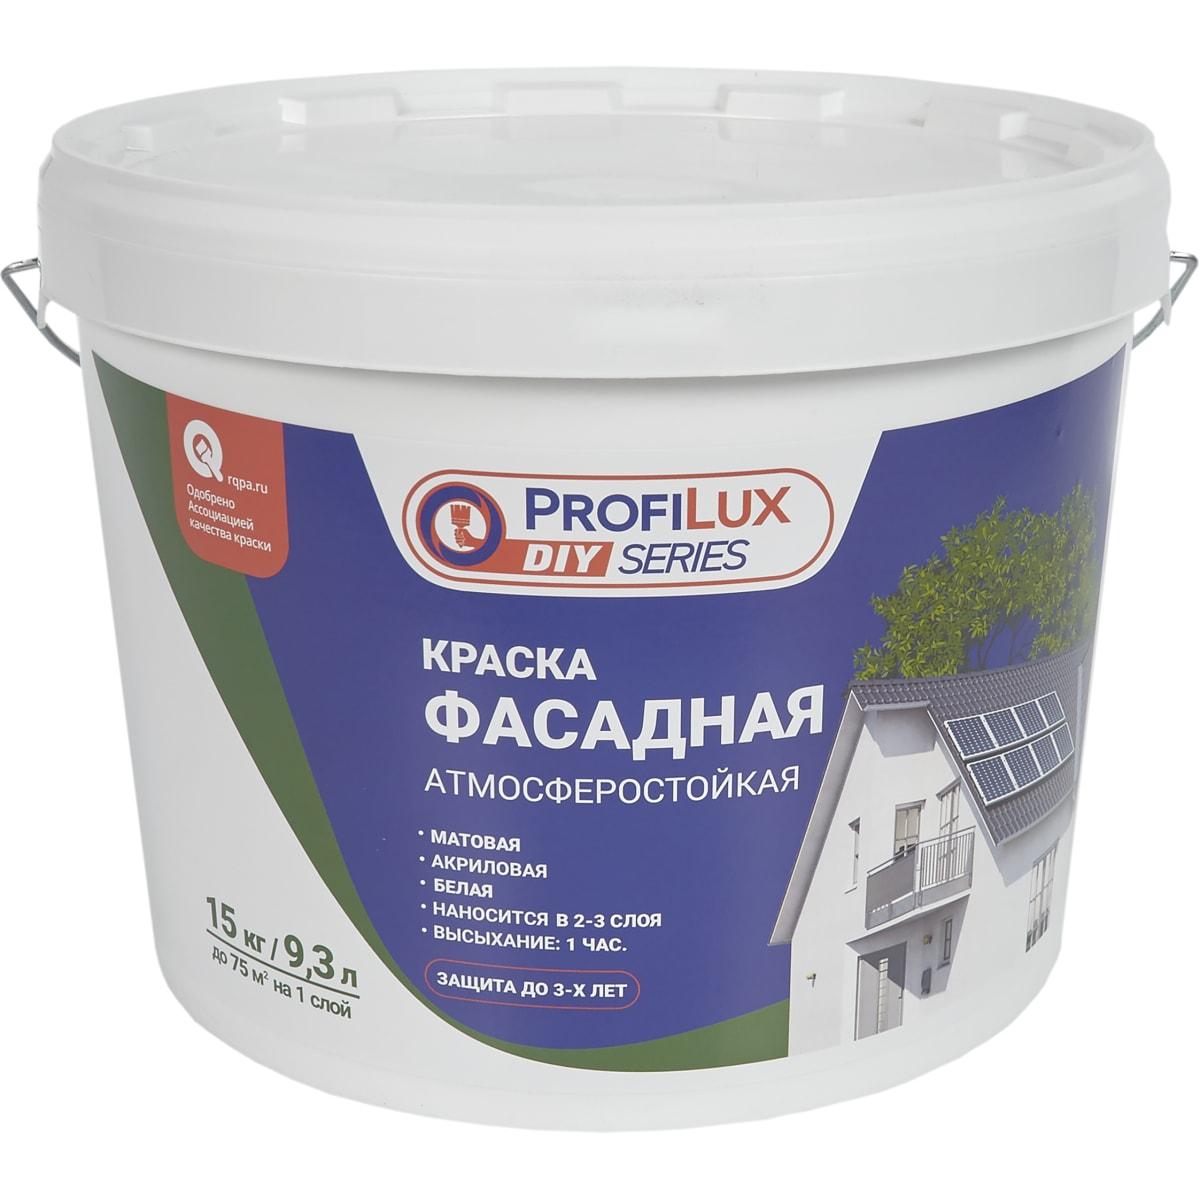 rqpa.ru
Одобрено
Ассоциацией
качества краски
PROFILUX
DIY SERIES
КРАСКА
ФАСАДНАЯ
АТМОСФЕРОСТОЙКАЯ
• МАТОВАЯ
• АКРИЛОВАЯ
• БЕЛАЯ
• НАНОСИТСЯ В 2-3 СЛОЯ
• ВЫСЫХАНИЕ: 1 ЧАС.
ЗАЩИТА ДО 3-Х ЛЕТ
15 кг / 9,3 л
до 75 м² на 1 слой